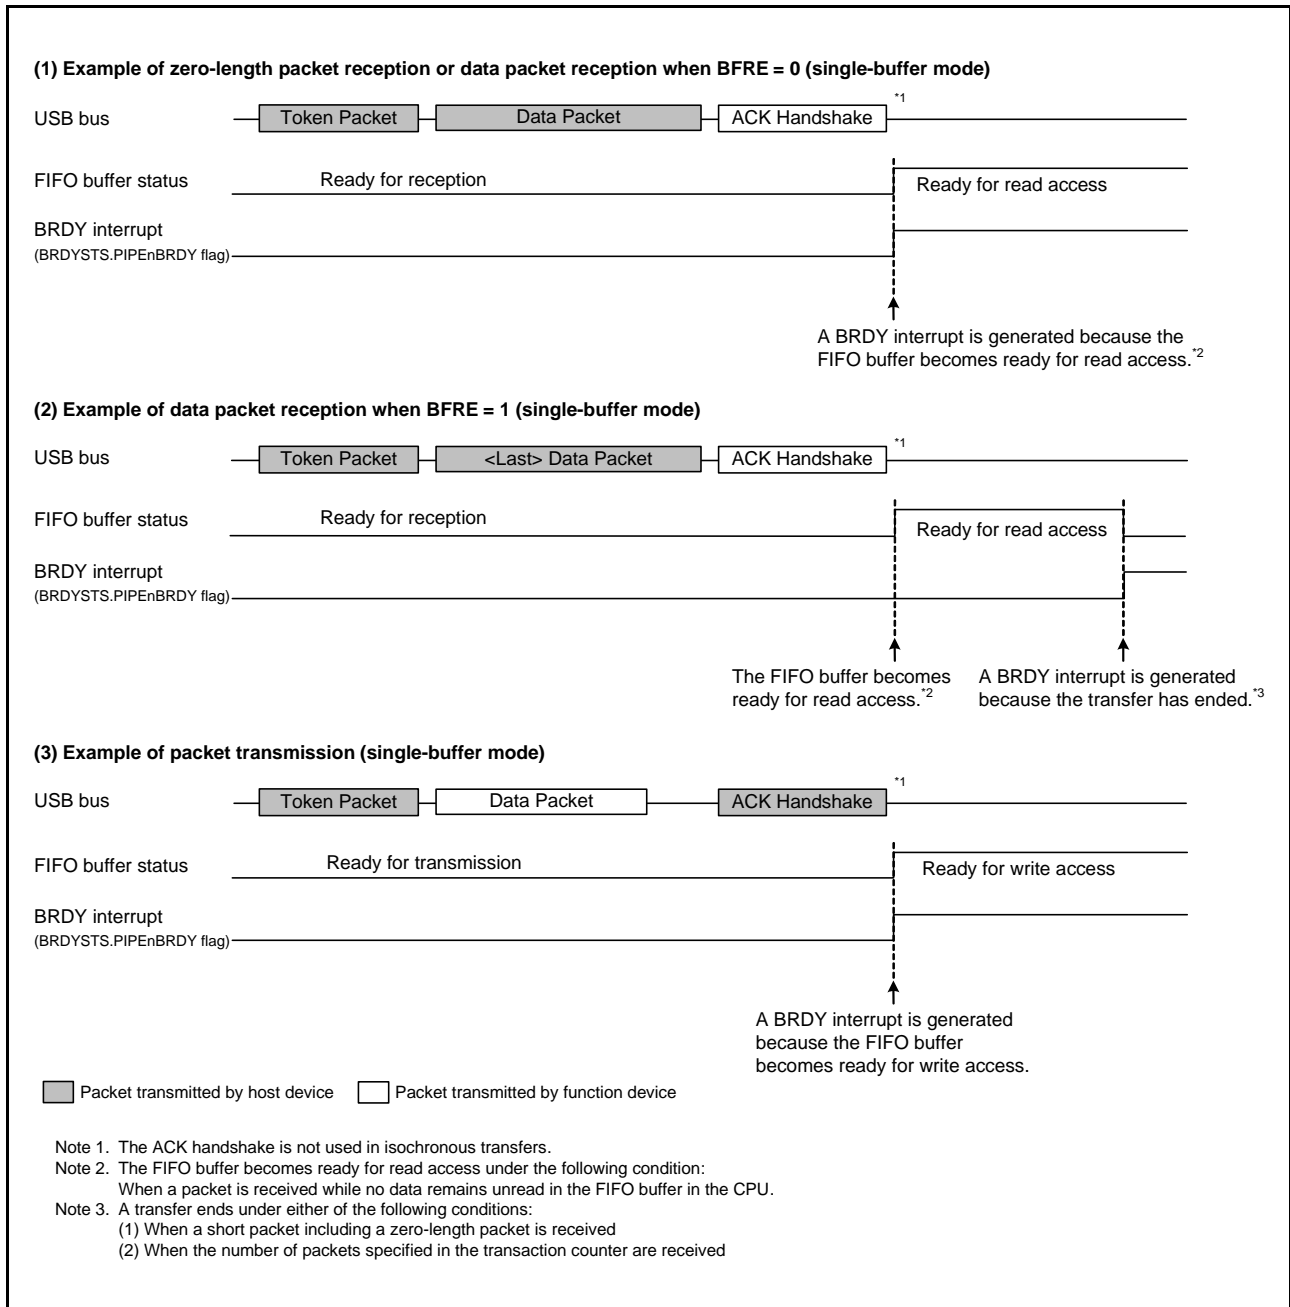 (1) Example of zero-length packet reception or data packet reception when BFRE = 0 (single-buffer mode)
USB bus
Token Packet
Data Packet
ACK Handshake
*1
FIFO buffer status
Ready for reception
Ready for read access
BRDY interrupt
(BRDYSTS.PIPEnBRDY flag)
A BRDY interrupt is generated because the
FIFO buffer becomes ready for read access.*2
(2) Example of data packet reception when BFRE = 1 (single-buffer mode)
USB bus
Token Packet
<Last> Data Packet
ACK Handshake
*1
FIFO buffer status
Ready for reception
Ready for read access
BRDY interrupt
(BRDYSTS.PIPEnBRDY flag)
The FIFO buffer becomes
ready for read access.*2
A BRDY interrupt is generated
because the transfer has ended.*3
(3) Example of packet transmission (single-buffer mode)
USB bus
Token Packet
Data Packet
ACK Handshake
*1
FIFO buffer status
Ready for transmission
Ready for write access
BRDY interrupt
(BRDYSTS.PIPEnBRDY flag)
A BRDY interrupt is generated
because the FIFO buffer
becomes ready for write access.
Packet transmitted by host device
Packet transmitted by function device
Note 1. The ACK handshake is not used in isochronous transfers.
Note 2. The FIFO buffer becomes ready for read access under the following condition:
When a packet is received while no data remains unread in the FIFO buffer in the CPU.
Note 3. A transfer ends under either of the following conditions:
(1) When a short packet including a zero-length packet is received
(2) When the number of packets specified in the transaction counter are received